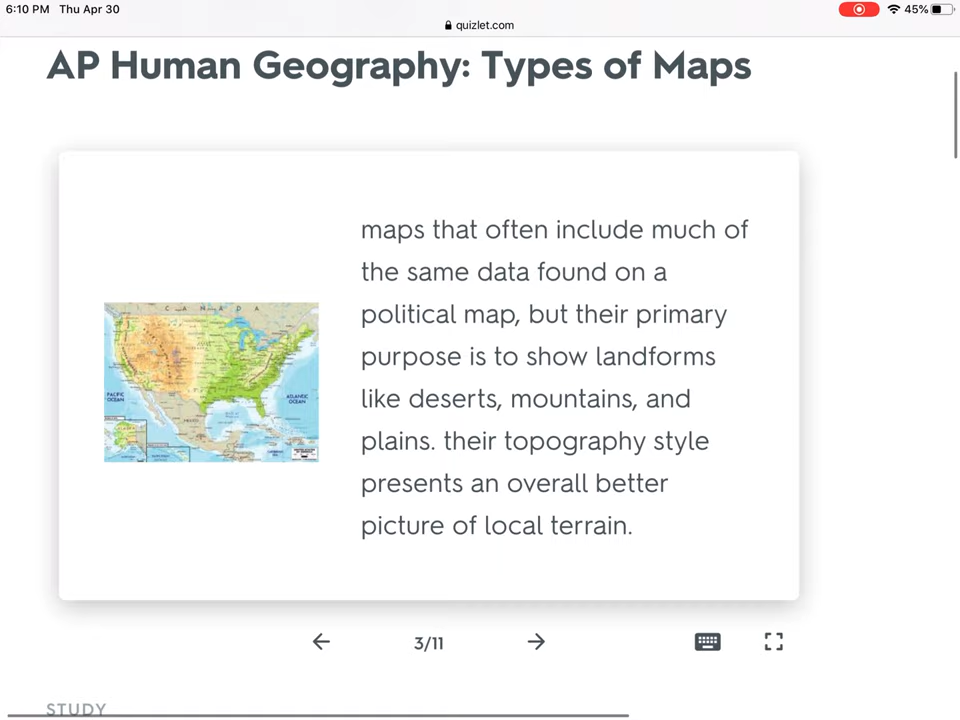 6:10 PM Thu Apr 30
45%
quizlet.com
AP Human Geography: Types of Maps
maps that often include much of
the same data found on a
political map, but their primary
purpose is to show landforms
like deserts, mountains, and
plains. their topography style
presents an overall better
picture of local terrain.
CANADA
PACIFIC
OCEAN
ATLANTIC
OCEAN
3/11
STUDY